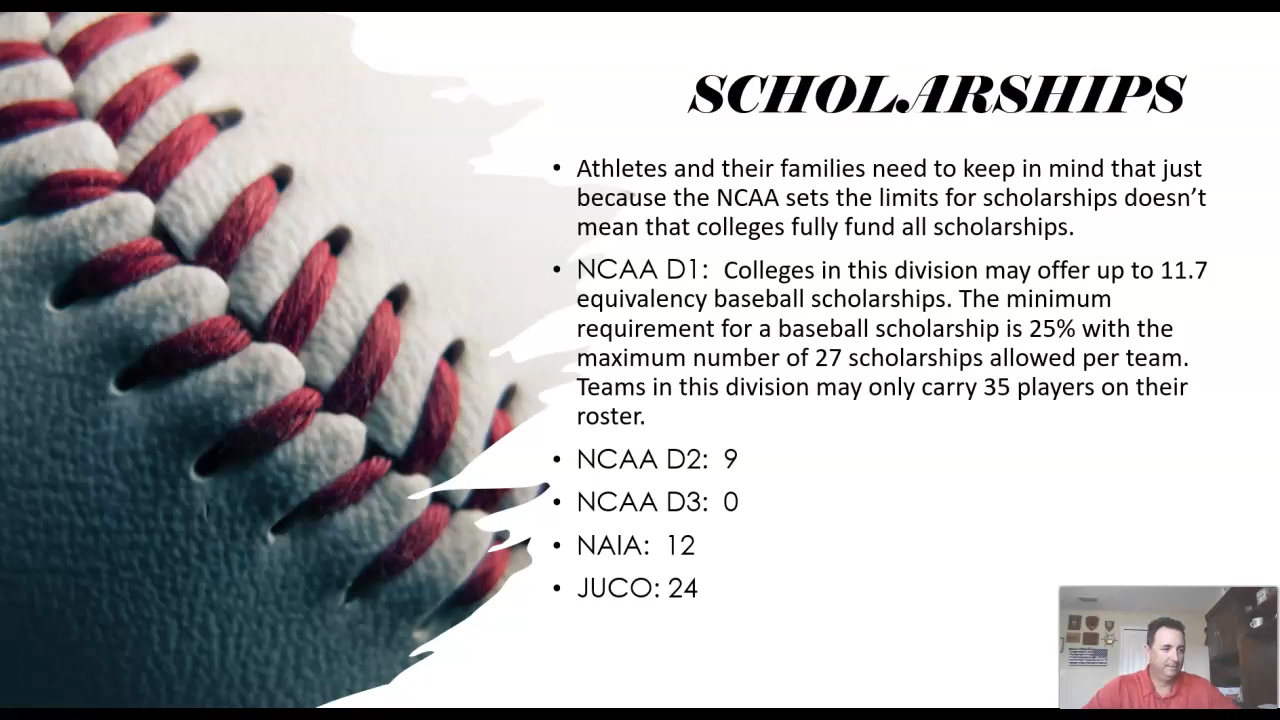 SCHOLARSHIPS
• Athletes and their families need to keep in mind that just
because the NCAA sets the limits for scholarships doesn’t
mean that colleges fully fund all scholarships.
• NCAA D1: Colleges in this division may offer up to 11.7
equivalency baseball scholarships. The minimum
requirement for a baseball scholarship is 25% with the
maximum number of 27 scholarships allowed per team.
Teams in this division may only carry 35 players on their
roster.
• NCAA D2: 9
• NCAA D3: 0
• NAIA: 12
• JUCO: 24